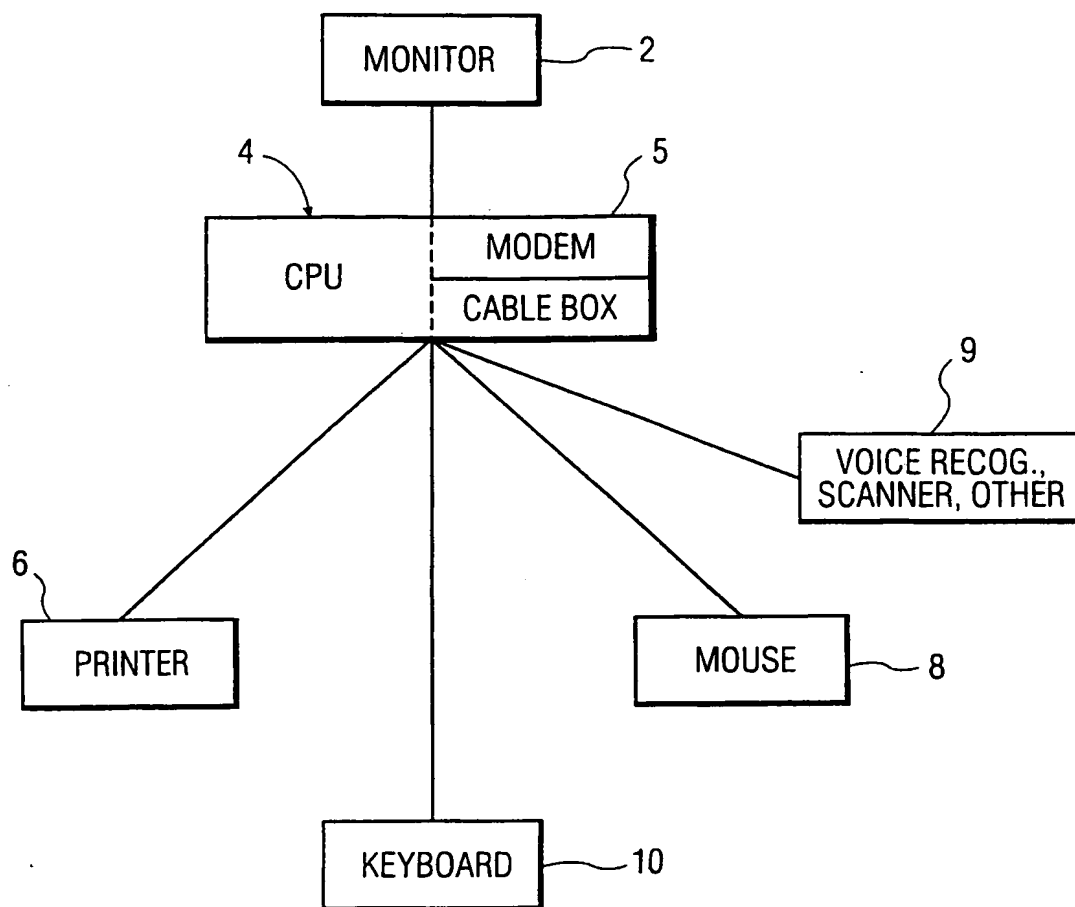 MONITOR
2
4
5
CPU
MODEM
CABLE BOX
9
VOICE RECOG.,
SCANNER, OTHER
6
PRINTER
MOUSE
8
KEYBOARD
10